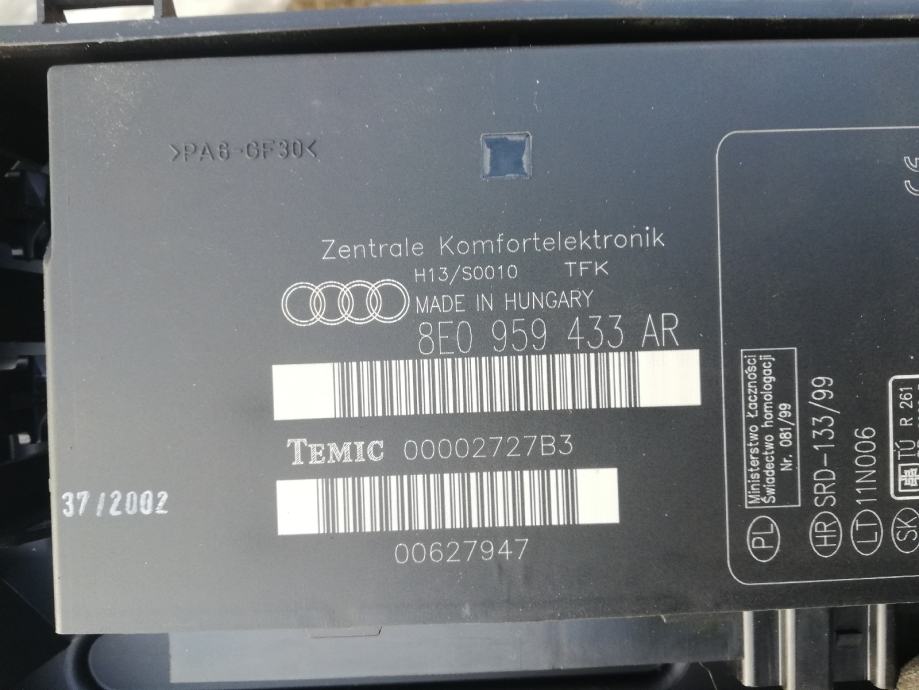 >PA6-GF30<
Zentrale Komfortelektronik
H13/S0010 TFK
MADE IN HUNGARY
8E0 959 433 AR
TEMIC 00002727B3
37/2002
00627947
Ministerstwo Łączności
Świadectwo homologacji
Nr. 081/99
PL
HR SRD-133/99
LT 11N006
SK
TÚ R 261